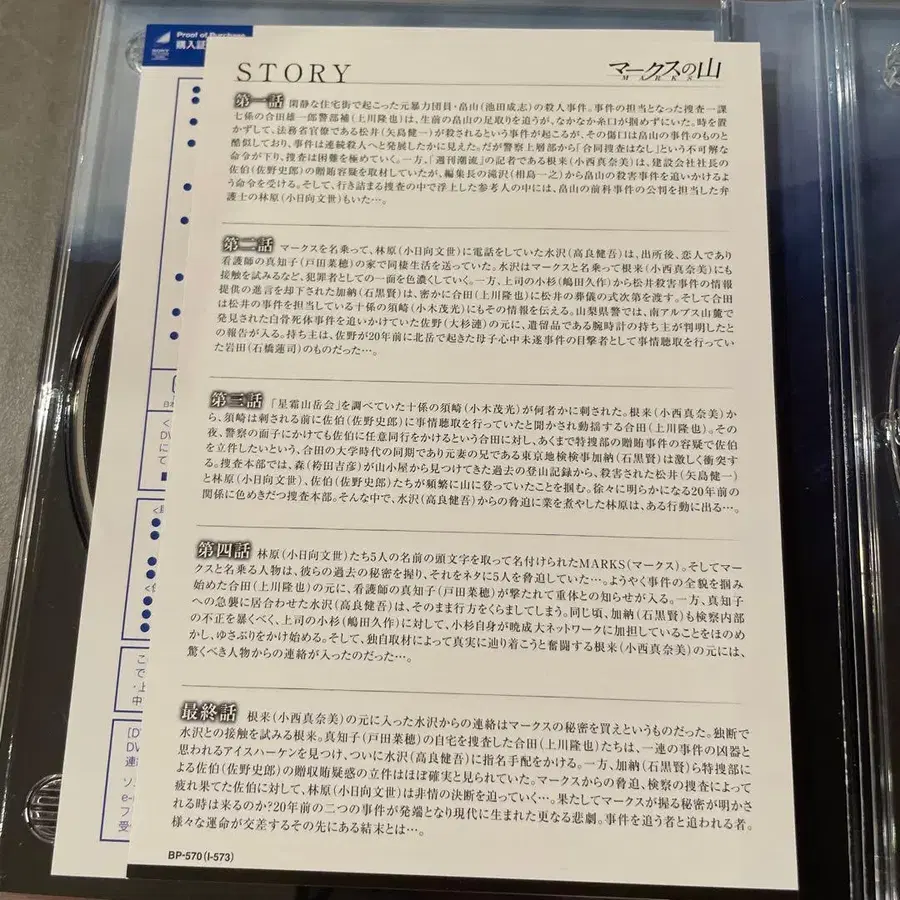 Proof of Purchase
購入証
SONY
STORY
マークスの山
MARKS
第一話 閑静な住宅街で起こった元暴力団員・畠山(池田成志)の殺人事件。事件の担当となった捜査一課
七係の合田雄一郎警部補(上川隆也)は、生前の畠山の足取りを追うが、なかなか糸口が掴めずにいた。時を置
かずして、法務省官僚である松井(矢島健一)が殺されるという事件が起こるが、その傷口は畠山の事件のものと
酷似しており、事件は連続殺人へと発展したかに見えた。だが警察上層部から「合同捜査はなし」という不可解な
命令が下り、捜査は困難を極めていく。一方、「週刊潮流」の記者である根来(小西真奈美)は、建設会社社長の
佐伯(佐野史郎)の贈賄容疑を取材していたが、編集長の滝沢(相島一之)から畠山の殺害事件を追いかけるよ
う命令を受ける。そして、行き詰まる捜査の中で浮上した参考人の中には、畠山の前科事件の公判を担当した弁
護士の林原(小日向文世)もいた…。
第二話 マークスを名乗って、林原(小日向文世)に電話をしていた水沢(高良健吾)は、出所後、恋人であり
看護師の真知子(戸田菜穂)の家で同棲生活を送っていた。水沢はマークスと名乗って根来(小西真奈美)にも
接触を試みるなど、犯罪者としての一面を色濃くしていく。一方、上司の小杉(嶋田久作)から松井殺害事件の情報
提供の進言を却下された加納(石黒賢)は、密かに合田(上川隆也)に松井の葬儀の式次第を渡す。そして合田
は松井の事件を担当している十係の須崎(小木茂光)にもその情報を伝える。山梨県警では、南アルプス山麓で
発見された白骨死体事件を追いかけていた佐野(大杉漣)の元に、遺留品である腕時計の持ち主が判明したと
の報告が入る。持ち主は、佐野が20年前に北岳で起きた母子心中未遂事件の目撃者として事情聴取を行ってい
た岩田(石橋蓮司)のものだった…。
第三話 「星霜山岳会」を調べていた十係の須崎(小木茂光)が何者かに刺された。根来(小西真奈美)か
ら、須崎は刺される前に佐伯(佐野史郎)に事情聴取を行っていたと聞かされ動揺する合田(上川隆也)。その
夜、警察の面子にかけても佐伯に任意同行をかけるという合田に対し、あくまで特捜部の贈賄事件の容疑で佐伯
を立件したいという、合田の大学時代の同期であり元妻の兄である東京地検検事加納(石黒賢)は激しく衝突す
る。捜査本部では、森(袴田吉彦)が山小屋から見つけてきた過去の登山記録から、殺害された松井(矢島健一)
と林原(小日向文世)、佐伯(佐野史郎)たちが頻繁に山に登っていたことを掴む。徐々に明らかになる20年前の
関係に色めきだつ捜査本部。そんな中で、水沢(高良健吾)からの脅迫に業を煮やした林原は、ある行動に出る…。
第四話 林原(小日向文世)たち5人の名前の頭文字を取って名付けられたMARKS(マークス)。そしてマー
クスと名乗る人物は、彼らの過去の秘密を握り、それをネタに5人を脅迫していた…。ようやく事件の全貌を掴み
始めた合田(上川隆也)の元に、看護師の真知子(戸田菜穂)が撃たれて重体との知らせが入る。一方、真知子
への急襲に居合わせた水沢(高良健吾)は、そのまま行方をくらましてしまう。同じ頃、加納(石黒賢)も検察内部
の不正を暴くべく、上司の小杉(嶋田久作)に対して、小杉自身が暁成大ネットワークに加担していることをほのめ
かし、ゆさぶりをかけ始める。そして、独自取材によって真実に辿り着こうと奮闘する根来(小西真奈美)の元には、
驚くべき人物からの連絡が入ったのだった…。
最終話 根来(小西真奈美)の元に入った水沢からの連絡はマークスの秘密を買えというものだった。独断で
水沢との接触を試みる根来。真知子(戸田菜穂)の自宅を捜査した合田(上川隆也)たちは、一連の事件の凶器と
思われるアイスハーケンを見つけ、ついに水沢(高良健吾)に指名手配をかける。一方、加納(石黒賢)ら特捜部に
よる佐伯(佐野史郎)の贈収賄疑惑の立件はほぼ確実と見られていた。マークスからの脅迫、検察の捜査によって
疲れ果てた佐伯に対して、林原(小日向文世)は非情の決断を迫っていく…。果たしてマークスが握る秘密が明かさ
れる時は来るのか?20年前の二つの事件が発端となり現代に生まれた更なる悲劇。事件を追う者と追われる者。
様々な運命が交差するその先にある結末とは…。
BP-570(I-573)